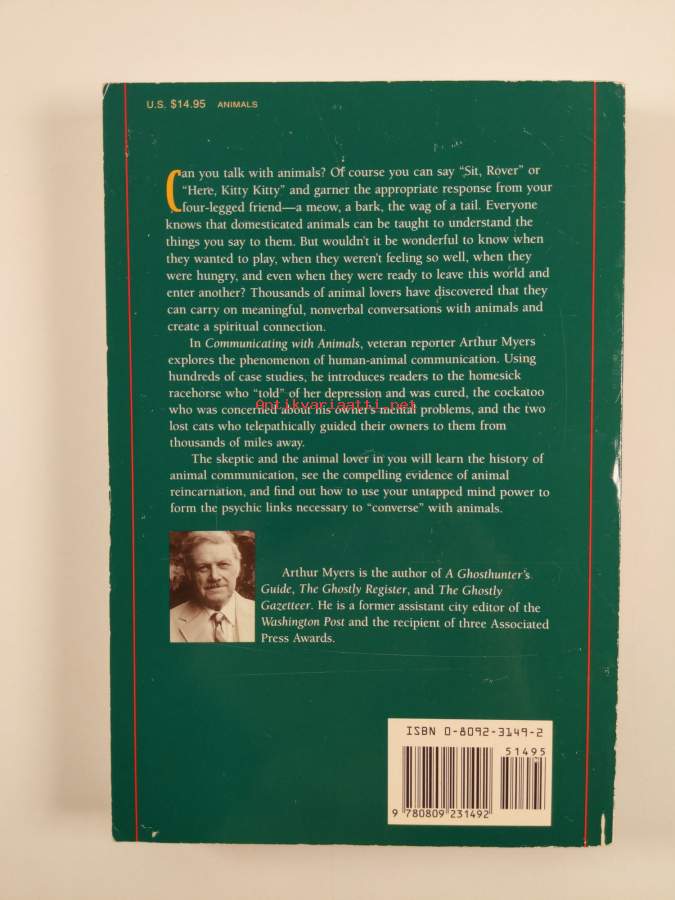 U.S. $14.95 ANIMALS
Can you talk with animals? Of course you can say “Sit, Rover” or
“Here, Kitty Kitty” and garner the appropriate response from your
four-legged friend—a meow, a bark, the wag of a tail. Everyone
knows that domesticated animals can be taught to understand the
things you say to them. But wouldn’t it be wonderful to know when
they wanted to play, when they weren’t feeling so well, when they
were hungry, and even when they were ready to leave this world and
enter another? Thousands of animal lovers have discovered that they
can carry on meaningful, nonverbal conversations with animals and
create a spiritual connection.
In Communicating with Animals, veteran reporter Arthur Myers
explores the phenomenon of human-animal communication. Using
hundreds of case studies, he introduces readers to the homesick
racehorse who “told” of her depression and was cured, the cockatoo
who was concerned about his owner’s mental problems, and the two
Antikvariaatti.net
lost cats who telepathically guided their owners to them from
thousands of miles away.
The skeptic and the animal lover in you will learn the history of
animal communication, see the compelling evidence of animal
reincarnation, and find out how to use your untapped mind power to
form the psychic links necessary to “converse” with animals.
Arthur Myers is the author of A Ghosthunter’s
Guide, The Ghostly Register, and The Ghostly
Gazetteer. He is a former assistant city editor of the
Washington Post and the recipient of three Associated
Press Awards.
ISBN 0-8092-3149-2
51495
9 780809 231492